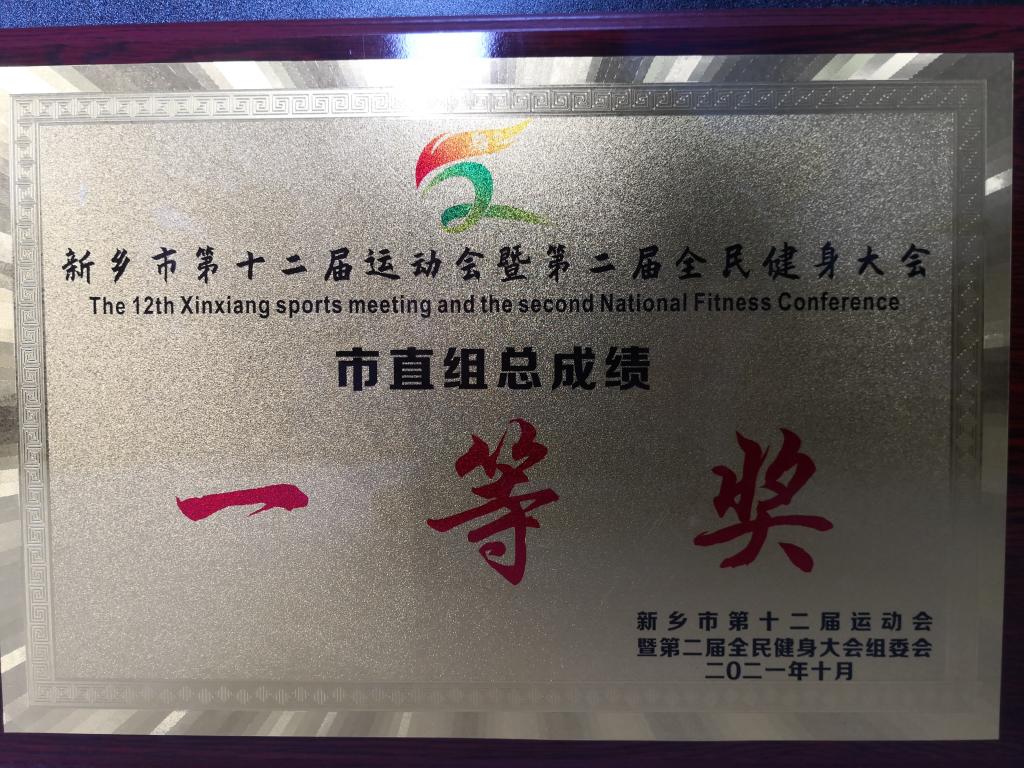 新乡市第十二届运动会暨第二届全民健身大会
The 12th Xinxiang sports meeting and the second National Fitness Conference
市直组总成绩
一等奖
新乡市第十二届运动会
暨第二届全民健身大会组委会
二〇二一年十月